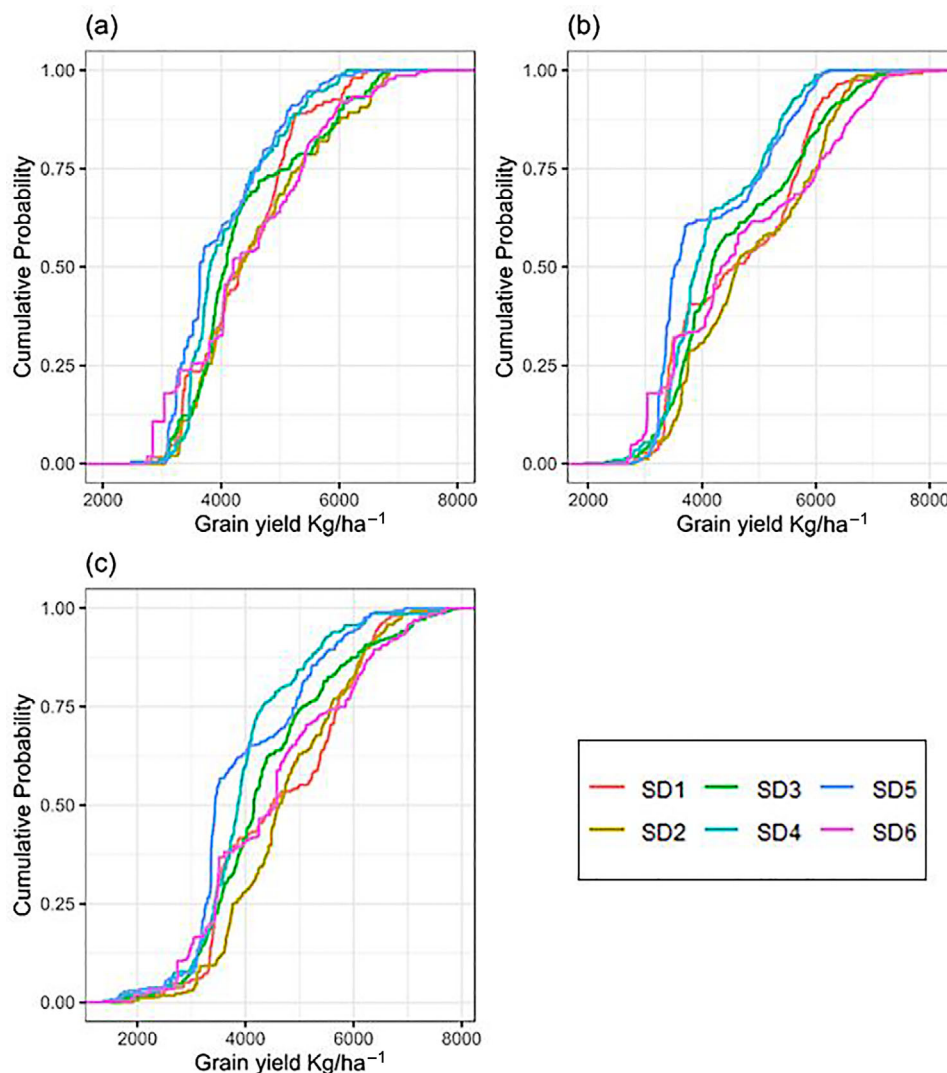 (a)
Cumulative Probability
1.00
0.75
0.50
0.25
0.00
2000 4000 6000 8000
Grain yield Kg/ha⁻¹
(b)
Cumulative Probability
1.00
0.75
0.50
0.25
0.00
2000 4000 6000 8000
Grain yield Kg/ha⁻¹
(c)
Cumulative Probability
1.00
0.75
0.50
0.25
0.00
2000 4000 6000 8000
Grain yield Kg/ha⁻¹
SD1 SD3 SD5
SD2 SD4 SD6